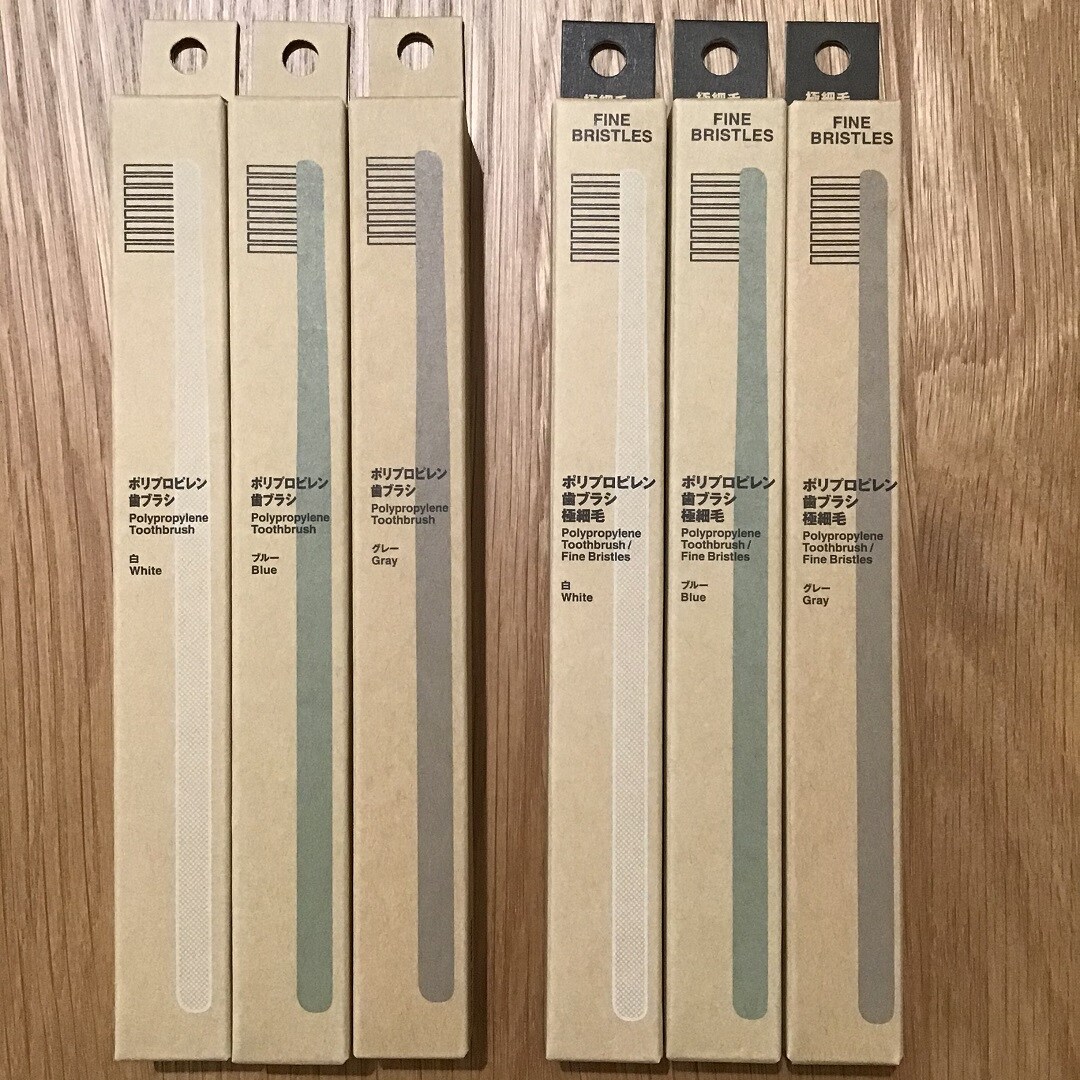 ポリプロピレン
歯ブラシ
Polypropylene
Toothbrush
白
White
ポリプロピレン
歯ブラシ
Polypropylene
Toothbrush
ブルー
Blue
ポリプロピレン
歯ブラシ
Polypropylene
Toothbrush
グレー
Gray
極細毛
FINE
BRISTLES
ポリプロピレン
歯ブラシ
極細毛
Polypropylene
Toothbrush /
Fine Bristles
白
White
極細毛
FINE
BRISTLES
ポリプロピレン
歯ブラシ
極細毛
Polypropylene
Toothbrush /
Fine Bristles
ブルー
Blue
極細毛
FINE
BRISTLES
ポリプロピレン
歯ブラシ
極細毛
Polypropylene
Toothbrush /
Fine Bristles
グレー
Gray